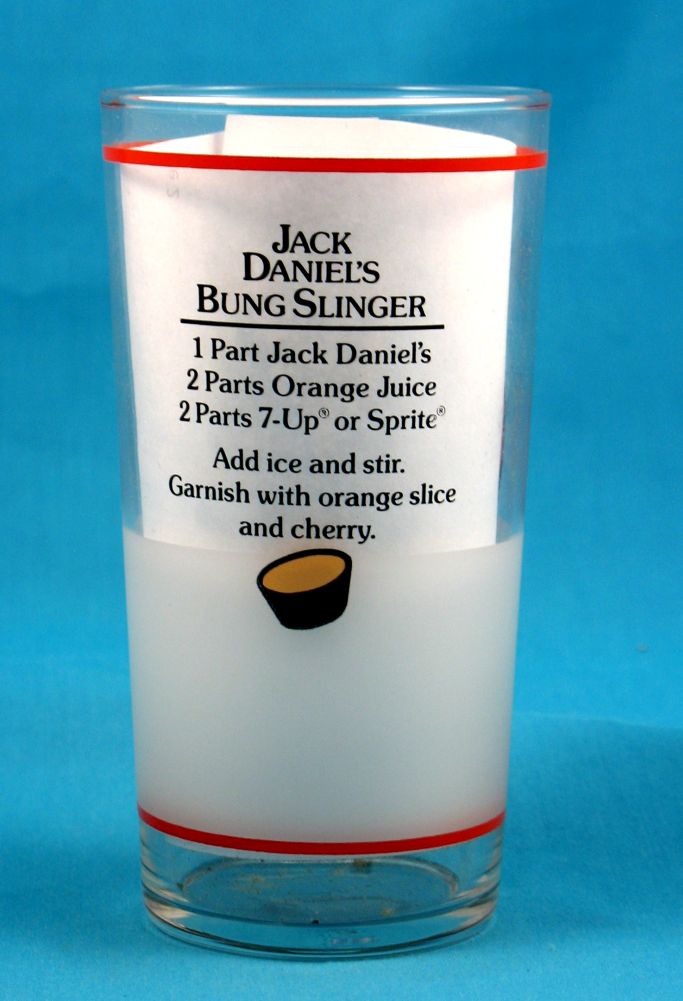 JACK
DANIEL'S
BUNG SLINGER
1 Part Jack Daniel's
2 Parts Orange Juice
2 Parts 7-Up® or Sprite®
Add ice and stir.
Garnish with orange slice
and cherry.